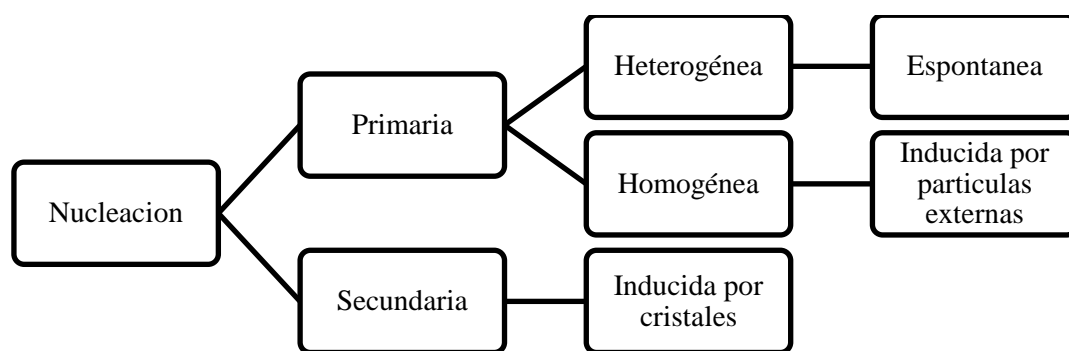 Nucleacion
Primaria
Heterogénea
Espontanea
Homogénea
Inducida por
particulas
externas
Secundaria
Inducida por
cristales